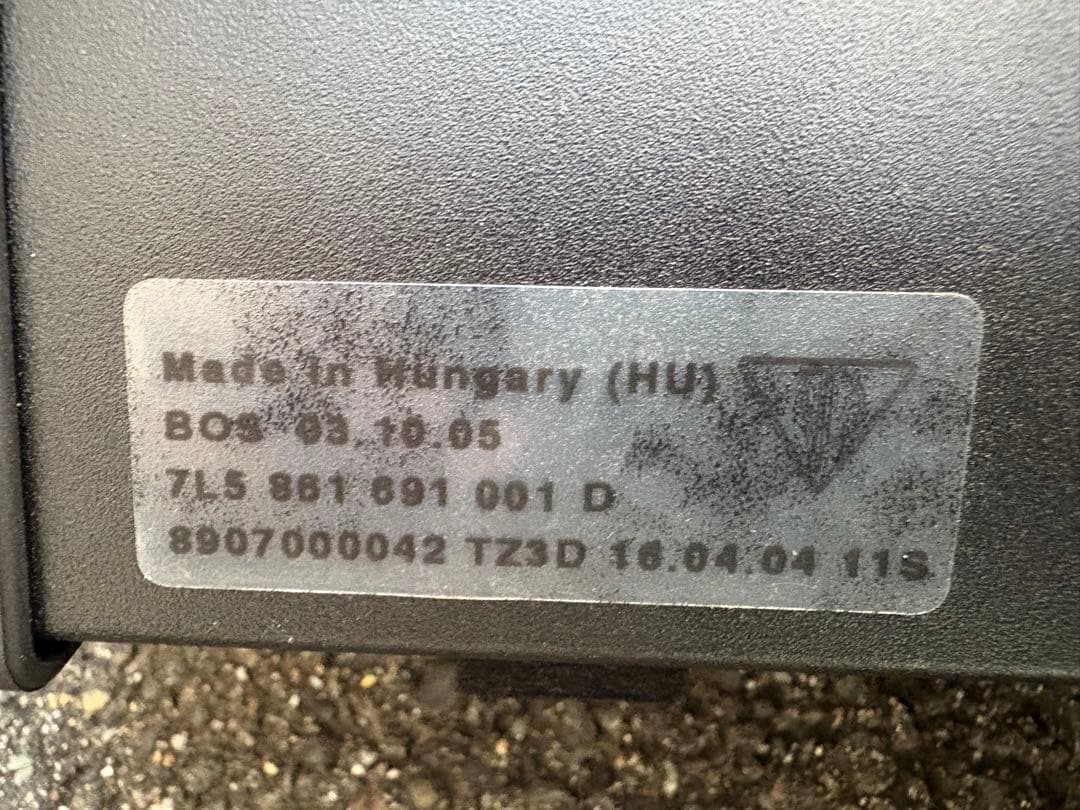 Made in Hungary (HU)
BOS 03.10.05
7L5 861 691 001 D
8907000042 TZ3D 16.04.04 11S